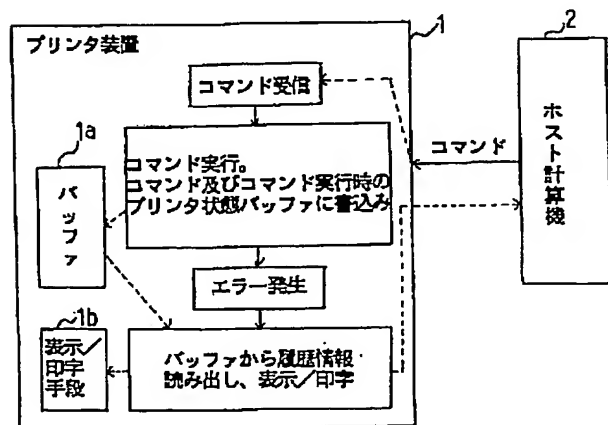 プリンタ装置
1
2
コマンド受信
1a
バッファ
コマンド実行。
コマンド及びコマンド実行時の
プリンタ状態バッファに書込み
コマンド
ホスト計算機
エラー発生
1b
表示/
印字
手段
バッファから履歴情報
読み出し、表示/印字